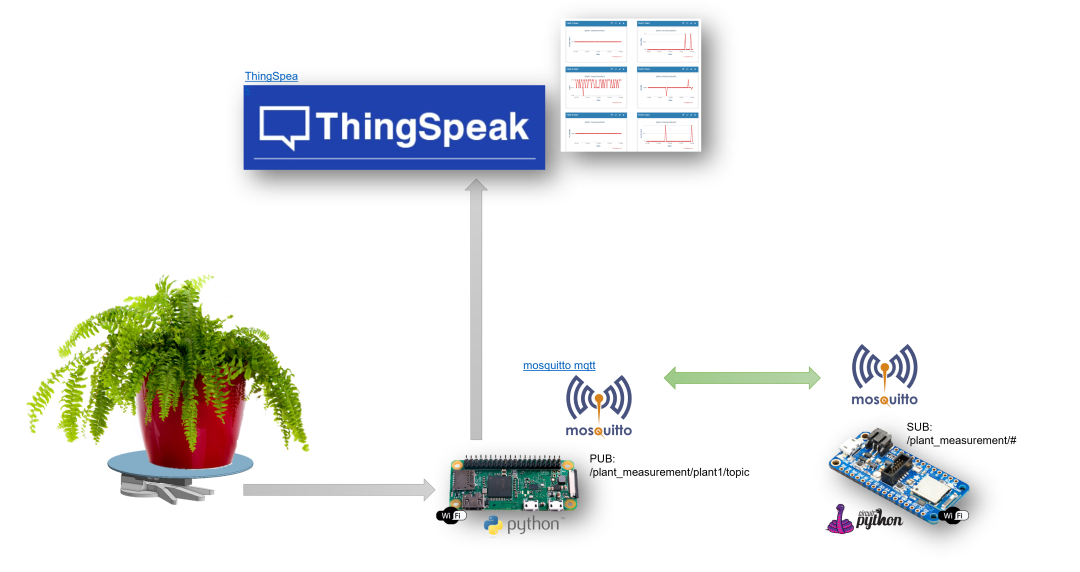 ThingSpea
ThingSpeak
mosquitto mqtt
mosquitto
mosquitto
PUB:
/plant_measurement/plant1/topic
SUB:
/plant_measurement/#
Wi Fi
python
circuit
python
Wi Fi